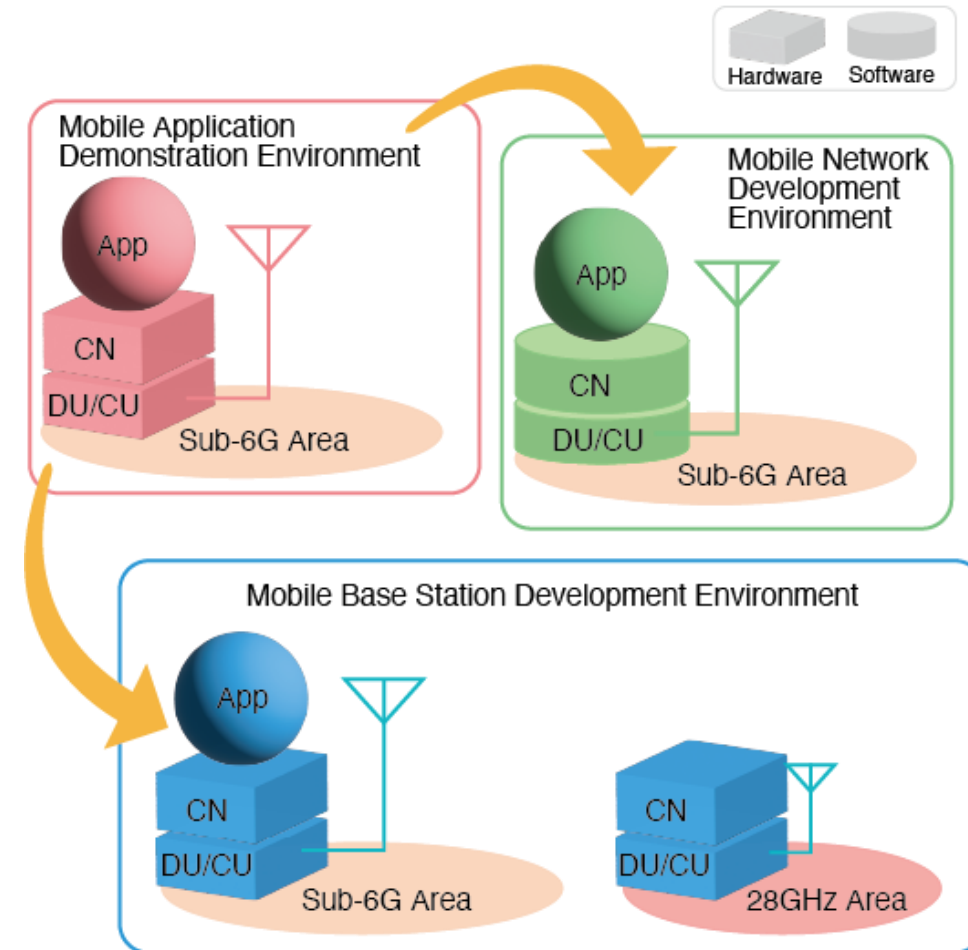 Hardware Software
Mobile Application
Demonstration Environment
App
CN
DU/CU
Sub-6G Area
Mobile Network
Development
Environment
App
CN
DU/CU
Sub-6G Area
Mobile Base Station Development Environment
App
CN
DU/CU
Sub-6G Area
CN
DU/CU
28GHz Area